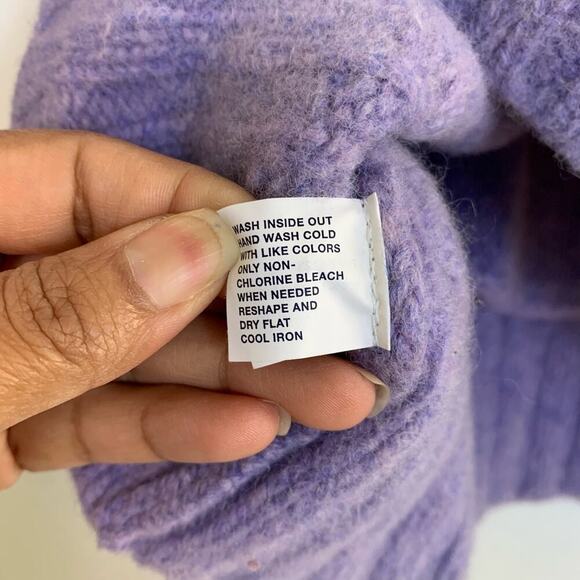 WASH INSIDE OUT
HAND WASH COLD
WITH LIKE COLORS
ONLY NON-
CHLORINE BLEACH
WHEN NEEDED
RESHAPE AND
DRY FLAT
COOL IRON